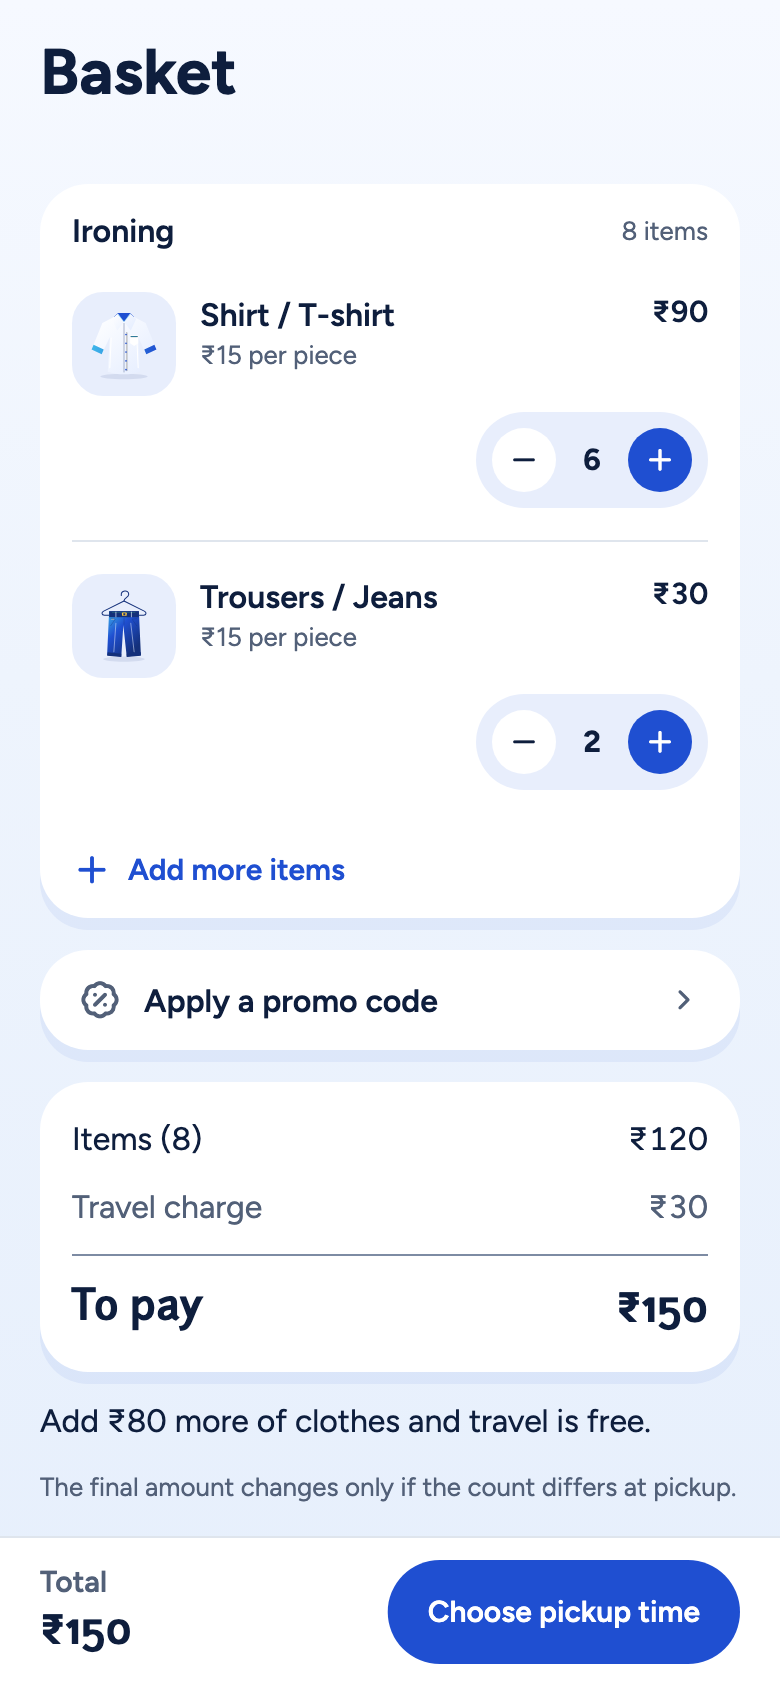 Basket
Ironing
8 items
Shirt / T-shirt
₹90
₹15 per piece
6
Trousers / Jeans
₹30
₹15 per piece
2
Add more items
Apply a promo code
Items (8)
₹120
Travel charge
₹30
To pay
₹150
Add ₹80 more of clothes and travel is free.
The final amount changes only if the count differs at pickup.
Total
₹150
Choose pickup time